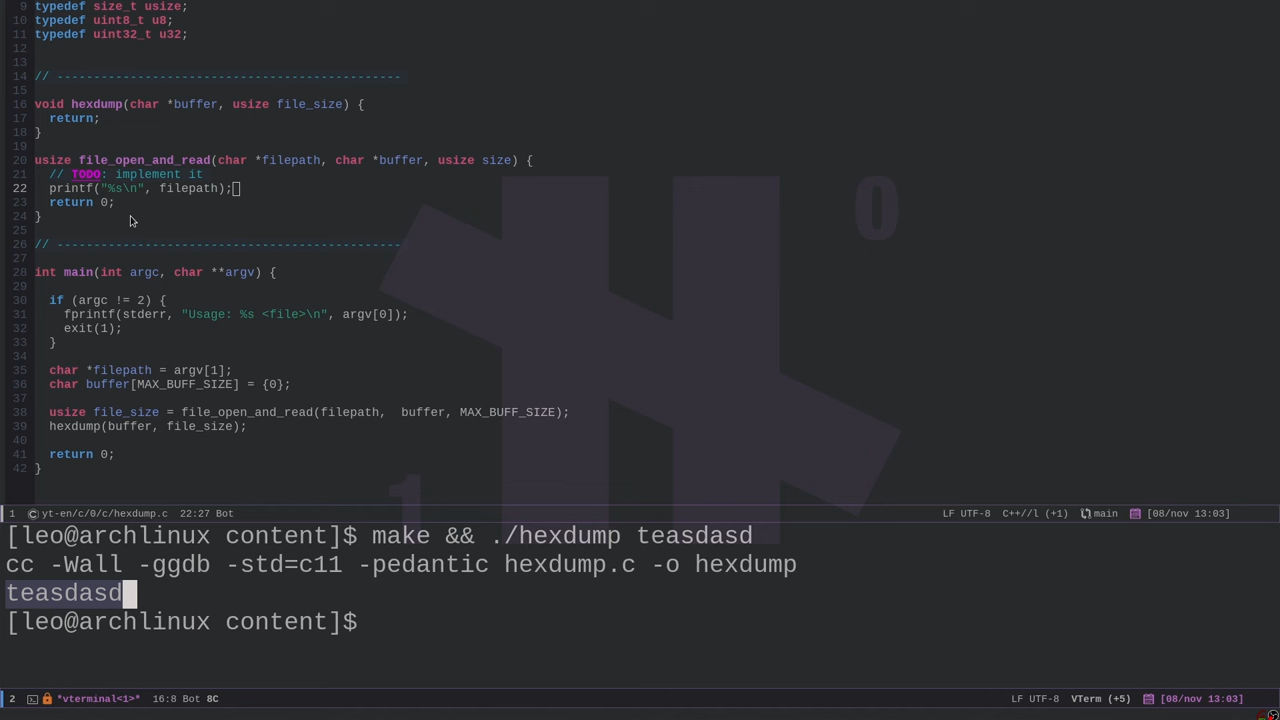 9 typedef size_t usize;
10 typedef uint8_t u8;
11 typedef uint32_t u32;
12
13
14 // -----------------------------------------------
15
16 void hexdump(char *buffer, usize file_size) {
17   return;
18 }
19
20 usize file_open_and_read(char *filepath, char *buffer, usize size) {
21   // TODO: implement it
22   printf("%s\n", filepath);
23   return 0;
24 }
25
26 // -----------------------------------------------
27
28 int main(int argc, char **argv) {
29
30   if (argc != 2) {
31     fprintf(stderr, "Usage: %s <file>\n", argv[0]);
32     exit(1);
33   }
34
35   char *filepath = argv[1];
36   char buffer[MAX_BUFF_SIZE] = {0};
37
38   usize file_size = file_open_and_read(filepath,  buffer, MAX_BUFF_SIZE);
39   hexdump(buffer, file_size);
40
41   return 0;
42 }
0
1
1 yt-en/c/0/c/hexdump.c 22:27 Bot LF UTF-8 C++//l (+1) main [08/nov 13:03]
[leo@archlinux content]$ make && ./hexdump teasdasd
cc -Wall -ggdb -std=c11 -pedantic hexdump.c -o hexdump
teasdasd
[leo@archlinux content]$
2 *vterminal<1>* 16:8 Bot 8C LF UTF-8 VTerm (+5) [08/nov 13:03]